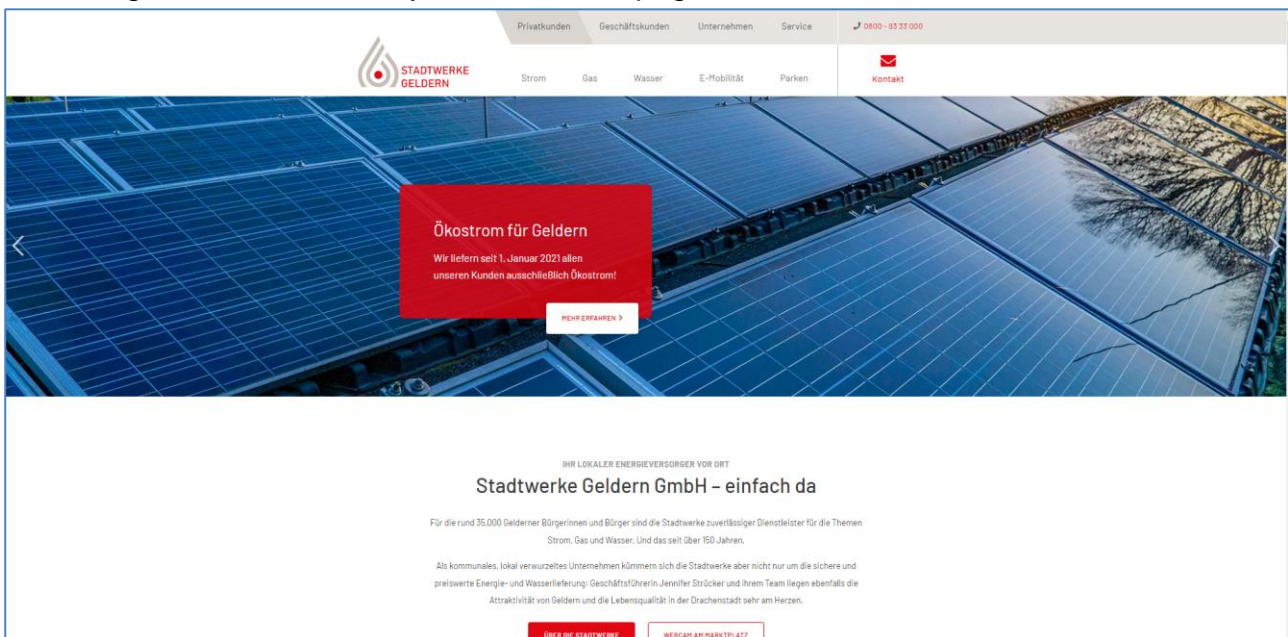 Privatkunden Geschäftskunden Unternehmen Service 0800 - 93 33 000
STADTWERKE
GELDERN
Strom Gas Wasser E-Mobilität Parken Kontakt
Ökostrom für Geldern
Wir liefern seit 1. Januar 2021 allen
unseren Kunden ausschließlich Ökostrom!
MEHR ERFAHREN
IHR LOKALER ENERGIEVERSORGER VOR ORT
Stadtwerke Geldern GmbH – einfach da
Für die rund 35.000 Gelderner Bürgerinnen und Bürger sind die Stadtwerke zuverlässiger Dienstleister für die Themen
Strom, Gas und Wasser. Und das seit über 150 Jahren.
Als kommunales, lokal verwurzeltes Unternehmen kümmern sich die Stadtwerke aber nicht nur um die sichere und
preiswerte Energie- und Wasserlieferung: Geschäftsführerin Jennifer Strücker und ihrem Team liegen ebenfalls die
Attraktivität von Geldern und die Lebensqualität in der Drachenstadt sehr am Herzen.
ÜBER DIE STADTWERKE WEBCAM AM MARKTPLATZ